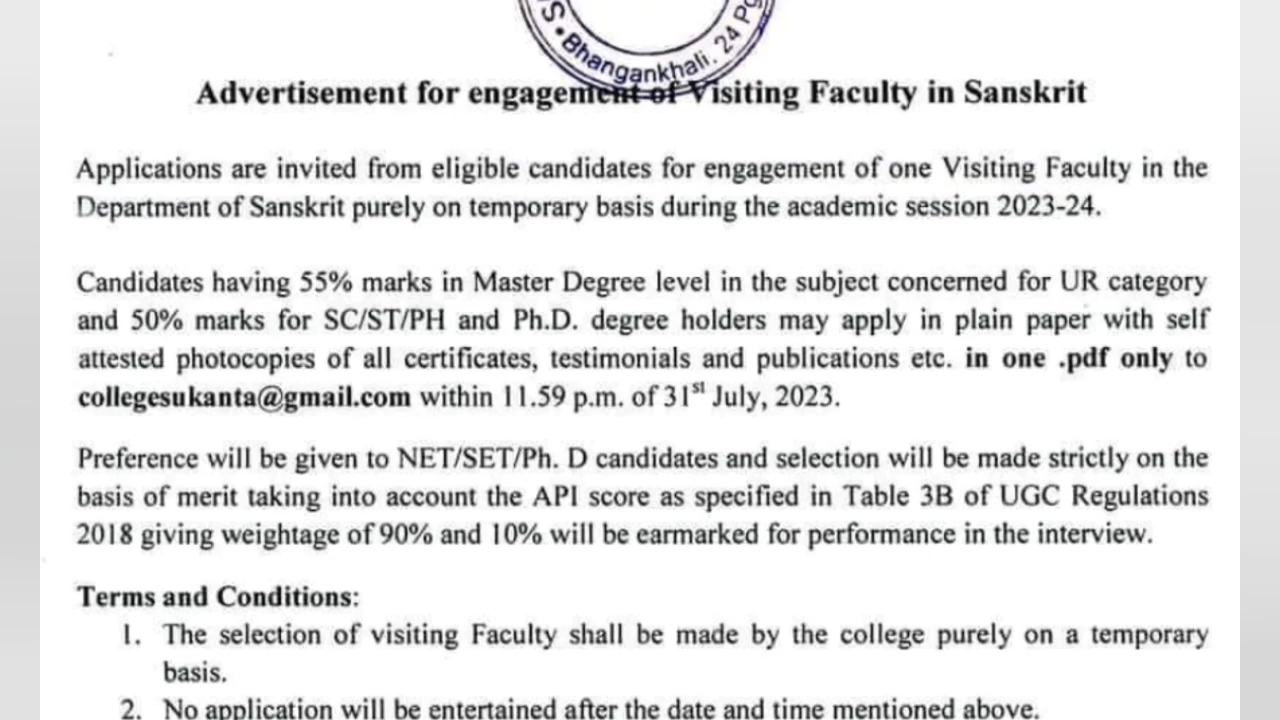 S • Bhangankhali, 24 Pg
Advertisement for engagement of Visiting Faculty in Sanskrit
Applications are invited from eligible candidates for engagement of one Visiting Faculty in the
Department of Sanskrit purely on temporary basis during the academic session 2023-24.
Candidates having 55% marks in Master Degree level in the subject concerned for UR category
and 50% marks for SC/ST/PH and Ph.D. degree holders may apply in plain paper with self
attested photocopies of all certificates, testimonials and publications etc. in one .pdf only to
collegesukanta@gmail.com within 11.59 p.m. of 31st July, 2023.
Preference will be given to NET/SET/Ph. D candidates and selection will be made strictly on the
basis of merit taking into account the API score as specified in Table 3B of UGC Regulations
2018 giving weightage of 90% and 10% will be earmarked for performance in the interview.
Terms and Conditions:
1. The selection of visiting Faculty shall be made by the college purely on a temporary
basis.
2. No application will be entertained after the date and time mentioned above.